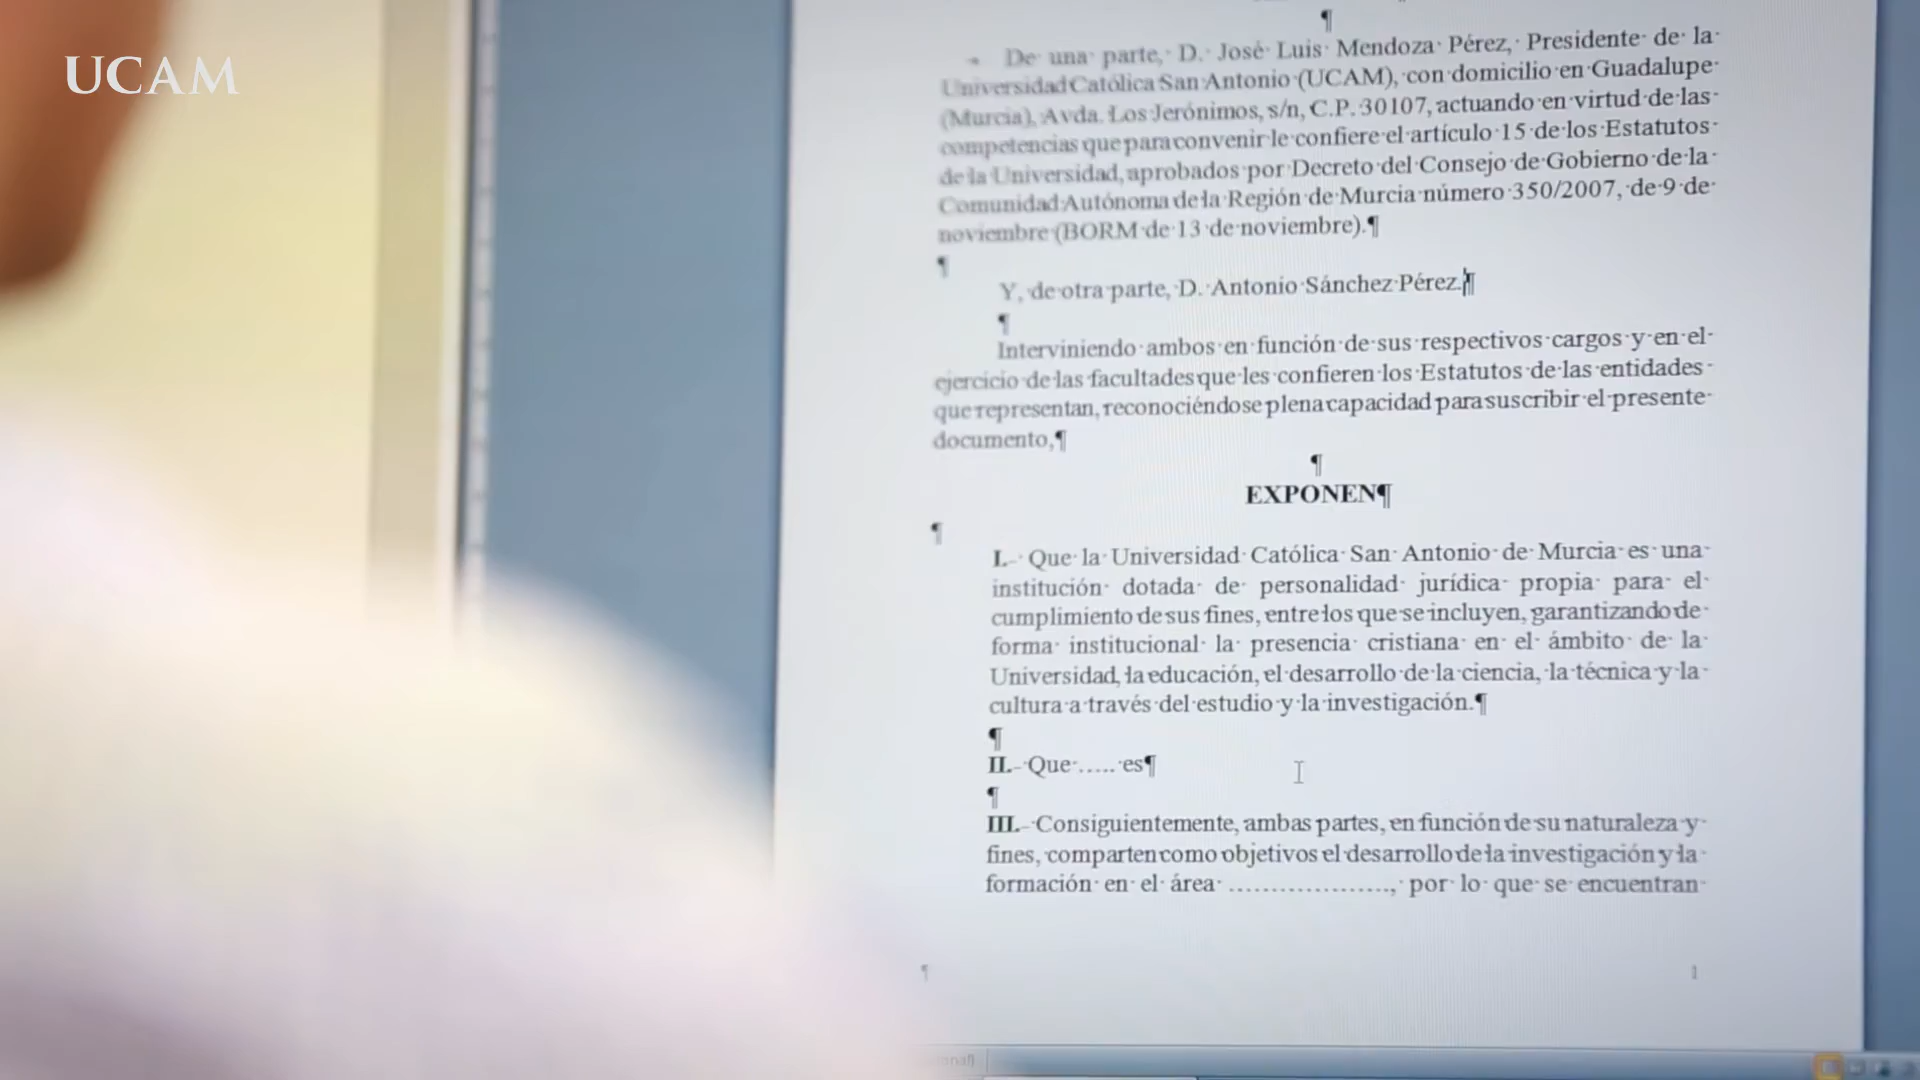 UCAM
De una parte, D. José Luis Mendoza Pérez, Presidente de la
Universidad Católica San Antonio (UCAM), con domicilio en Guadalupe
(Murcia), Avda. Los Jerónimos, s/n, C.P. 30107, actuando en virtud de las
competencias que para convenir le confiere el artículo 15 de los Estatutos
de la Universidad, aprobados por Decreto del Consejo de Gobierno de la
Comunidad Autónoma de la Región de Murcia número 350/2007, de 9 de
noviembre (BORM de 13 de noviembre).¶
Y, de otra parte, D. Antonio Sánchez Pérez.¶
Interviniendo ambos en función de sus respectivos cargos y en el
ejercicio de las facultades que les confieren los Estatutos de las entidades
que representan, reconociéndose plena capacidad para suscribir el presente
documento,¶
EXPONEN¶
I.- Que la Universidad Católica San Antonio de Murcia es una
institución dotada de personalidad jurídica propia para el
cumplimiento de sus fines, entre los que se incluyen, garantizando de
forma institucional la presencia cristiana en el ámbito de la
Universidad, la educación, el desarrollo de la ciencia, la técnica y la
cultura a través del estudio y la investigación.¶
II.- Que ..... es¶
III.- Consiguientemente, ambas partes, en función de su naturaleza y
fines, comparten como objetivos el desarrollo de la investigación y la
formación en el área ...................., por lo que se encuentran
1